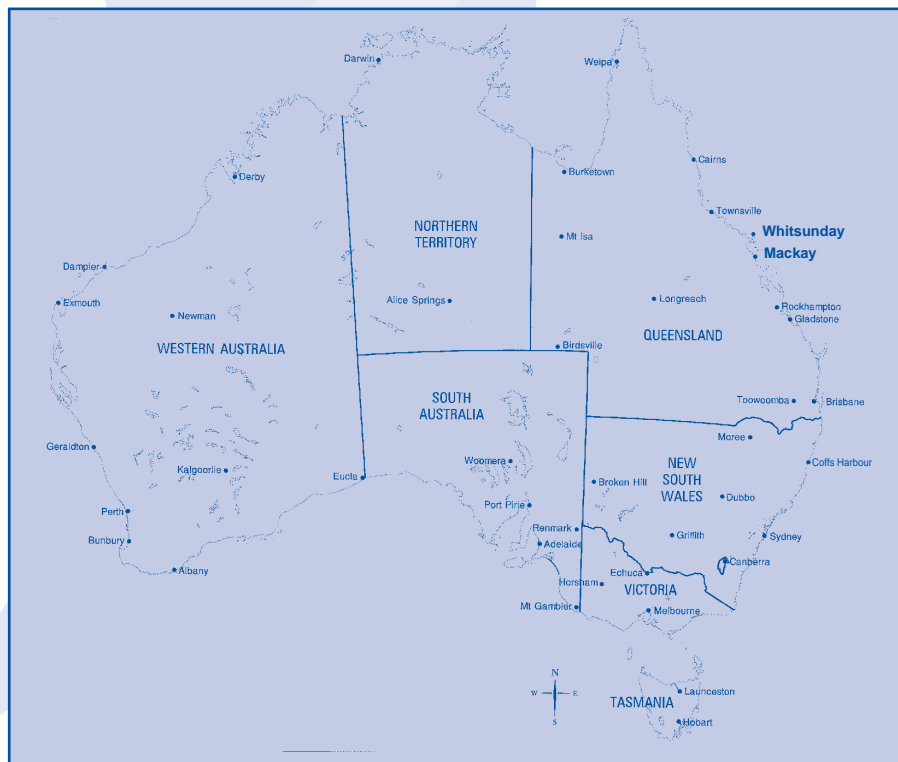 Darwin
Weipa
Cairns
Derby
Burketown
Townsville
NORTHERN
TERRITORY
Mt Isa
Whitsunday
Mackay
Dampier
Exmouth
Newman
Alice Springs
Longreach
Rockhampton
Gladstone
WESTERN AUSTRALIA
Birdsville
QUEENSLAND
SOUTH
AUSTRALIA
Toowoomba
Brisbane
Moree
Geraldton
Kalgoorlie
Eucla
Woomera
NEW
SOUTH
WALES
Coffs Harbour
Broken Hill
Dubbo
Perth
Port Pirie
Bunbury
Renmark
Adelaide
Griffith
Sydney
Albany
Echuca
Canberra
Horsham
VICTORIA
Mt Gambier
Melbourne
N
W
E
S
TASMANIA
Launceston
Hobart